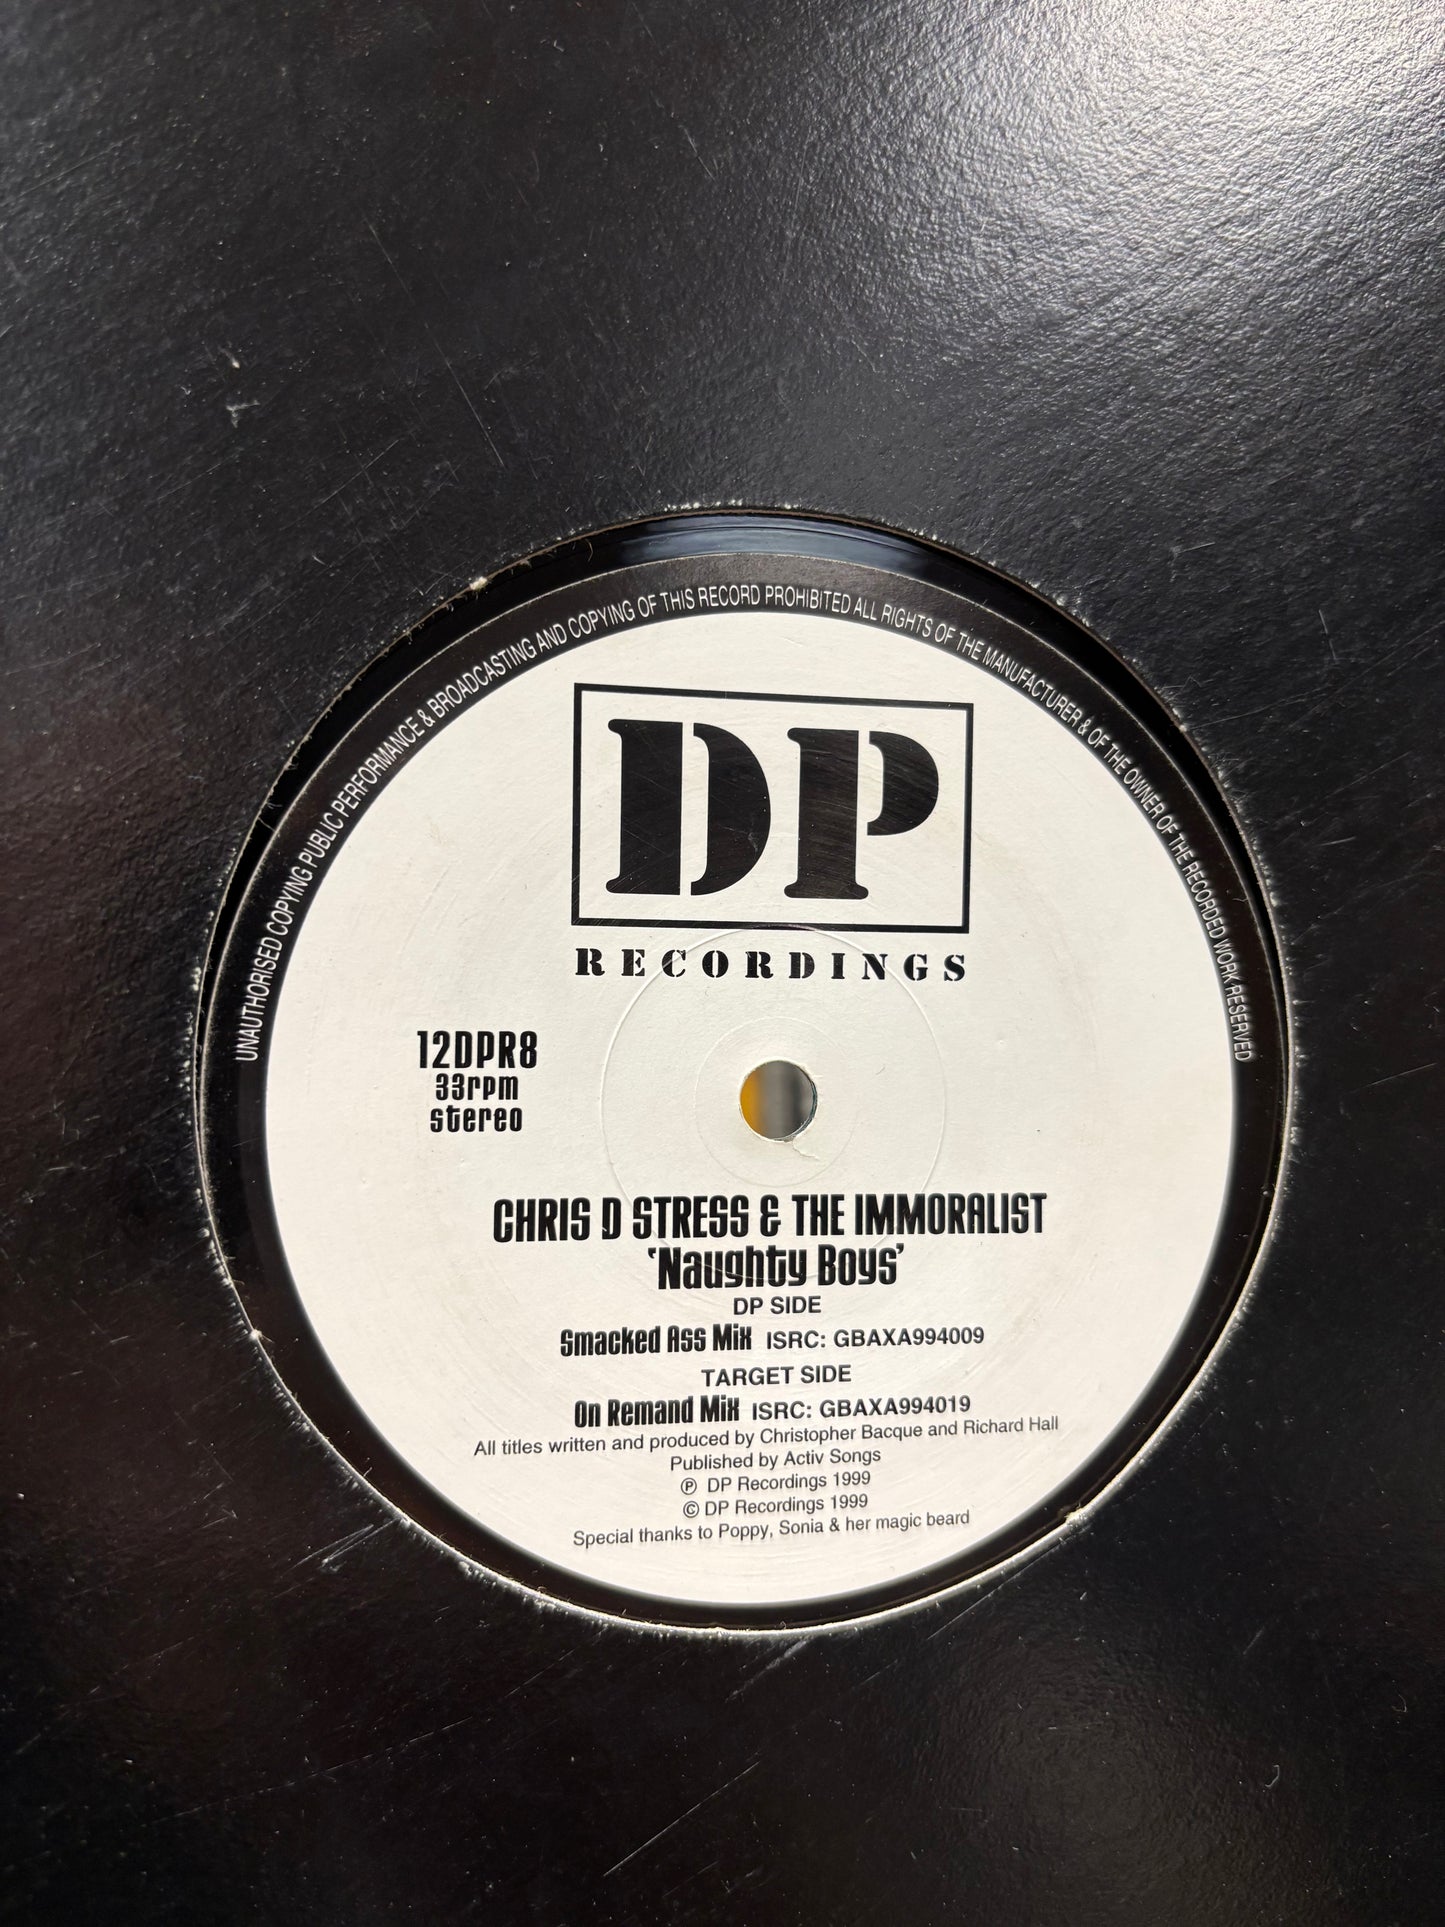 UNAUTHORISED COPYING PUBLIC PERFORMANCE & BROADCASTING AND COPYING OF THIS RECORD PROHIBITED ALL RIGHTS OF THE MANUFACTURER & OF THE OWNER OF THE RECORDED WORK RESERVED
DP
RECORDINGS
12DPR8
33rpm
stereo
CHRIS D STRESS & THE IMMORALIST
'Naughty Boys'
DP SIDE
Smacked Ass Mix ISRC: GBAXA994009
TARGET SIDE
On Remand Mix ISRC: GBAXA994019
All titles written and produced by Christopher Bacque and Richard Hall
Published by Activ Songs
℗ DP Recordings 1999
© DP Recordings 1999
Special thanks to Poppy, Sonia & her magic beard